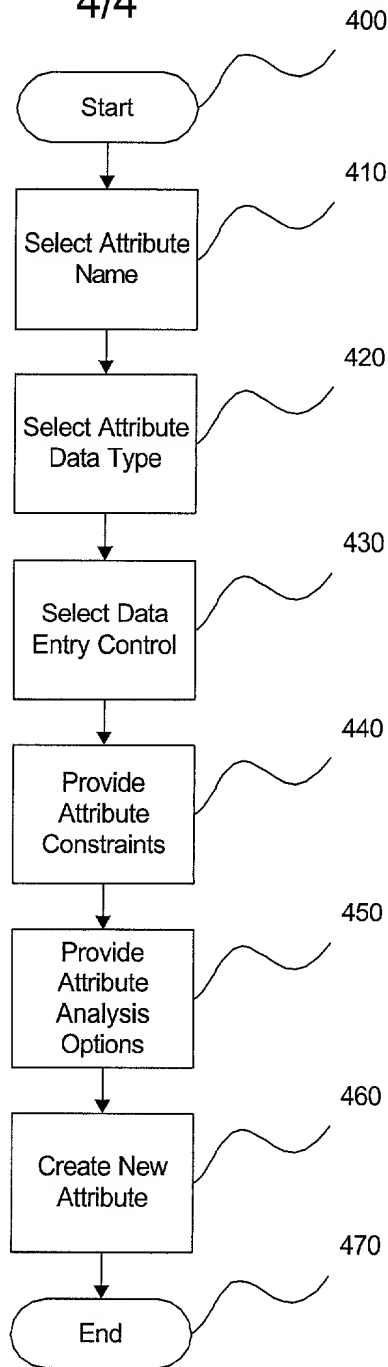 4/4
400
Start
410
Select Attribute
Name
420
Select Attribute
Data Type
430
Select Data
Entry Control
440
Provide
Attribute
Constraints
450
Provide
Attribute
Analysis
Options
460
Create New
Attribute
470
End